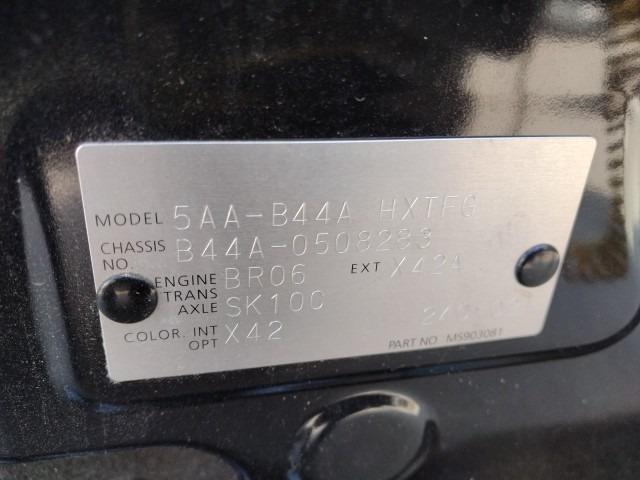 MODEL 5AA-B44A HXTFG
CHASSIS NO. B44A-0508283
ENGINE BR06 EXT X42A
TRANS AXLE SK10C
COLOR. INT X42
OPT
PART NO. MS903081